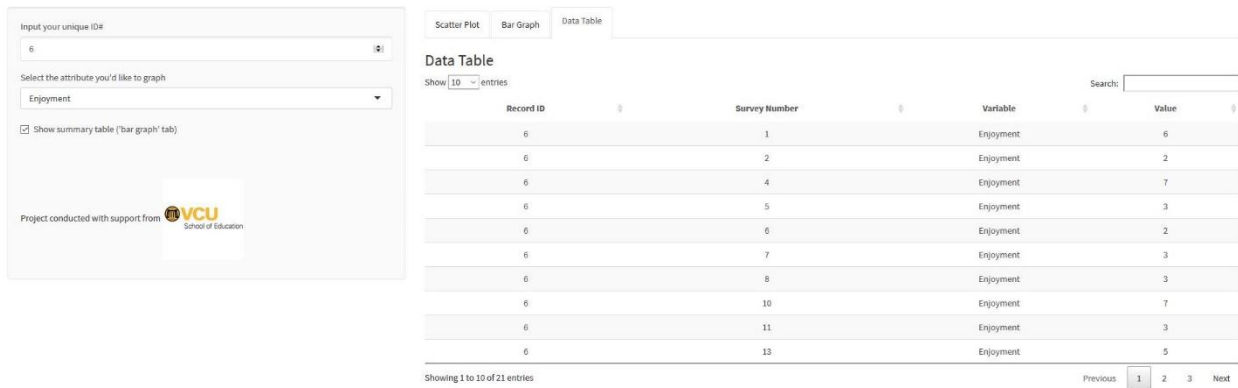 Input your unique ID#
6
Select the attribute you'd like to graph
Enjoyment
Show summary table ('bar graph' tab)
Project conducted with support from VCU
School of Education
Scatter Plot Bar Graph Data Table
Data Table
Show 10 entries Search:
Record ID Survey Number Variable Value
6 1 Enjoyment 6
6 2 Enjoyment 2
6 4 Enjoyment 7
6 5 Enjoyment 3
6 6 Enjoyment 2
6 7 Enjoyment 3
6 8 Enjoyment 3
6 10 Enjoyment 7
6 11 Enjoyment 3
6 13 Enjoyment 5
Showing 1 to 10 of 21 entries Previous 1 2 3 Next